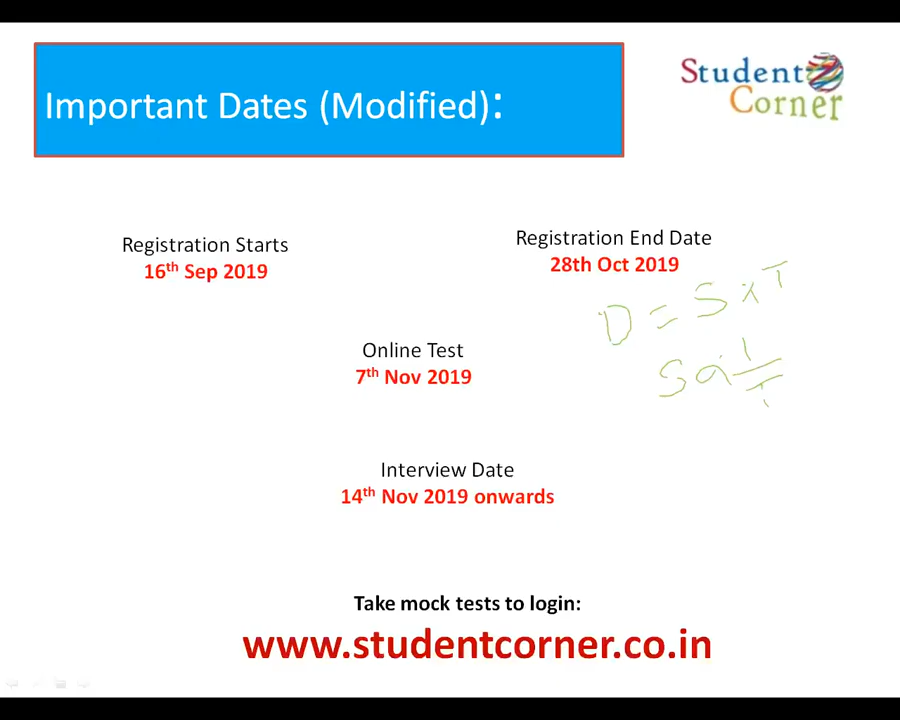 Important Dates (Modified):
Student
Corner
Registration Starts
16th Sep 2019
Registration End Date
28th Oct 2019
D = S x T
S α 1/T
Online Test
7th Nov 2019
Interview Date
14th Nov 2019 onwards
Take mock tests to login:
www.studentcorner.co.in